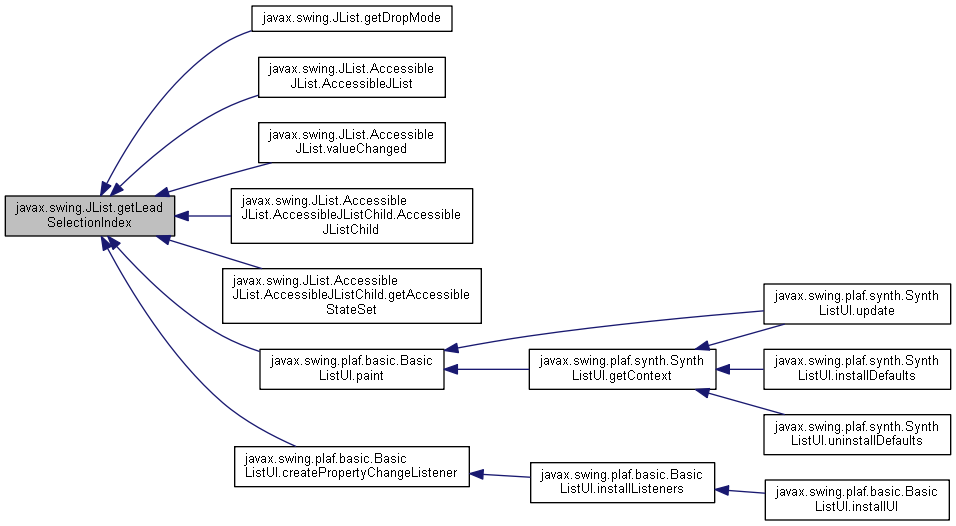 javax.swing.JList.getDropMode
javax.swing.JList.Accessible
JList.AccessibleJList
javax.swing.JList.Accessible
JList.valueChanged
javax.swing.JList.getLead
SelectionIndex
javax.swing.JList.Accessible
JList.AccessibleJListChild.Accessible
JListChild
javax.swing.JList.Accessible
JList.AccessibleJListChild.getAccessible
StateSet
javax.swing.plaf.synth.Synth
ListUI.update
javax.swing.plaf.basic.Basic
ListUI.paint
javax.swing.plaf.synth.Synth
ListUI.getContext
javax.swing.plaf.synth.Synth
ListUI.installDefaults
javax.swing.plaf.synth.Synth
ListUI.uninstallDefaults
javax.swing.plaf.basic.Basic
ListUI.createPropertyChangeListener
javax.swing.plaf.basic.Basic
ListUI.installListeners
javax.swing.plaf.basic.Basic
ListUI.installUI